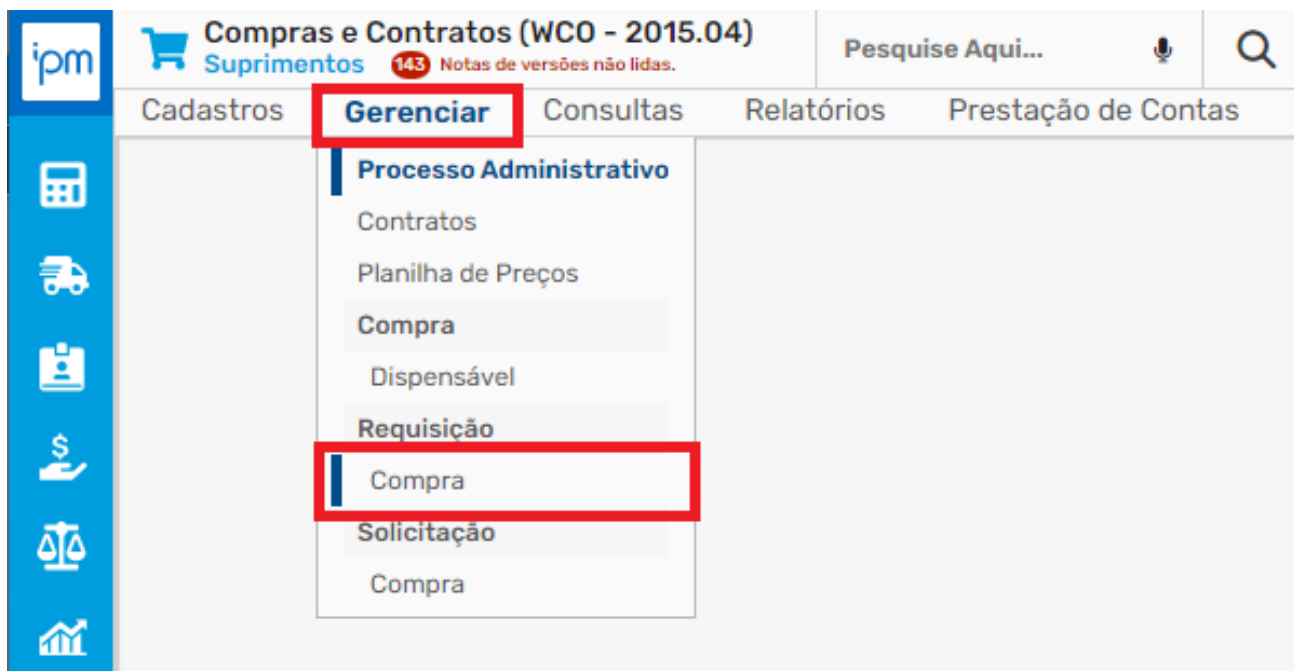 ipm
Compras e Contratos (WCO - 2015.04)
Suprimentos 143 Notas de versões não lidas.
Pesquise Aqui...
Cadastros Gerenciar Consultas Relatórios Prestação de Contas
Processo Administrativo
Contratos
Planilha de Preços
Compra
Dispensável
Requisição
Compra
Solicitação
Compra